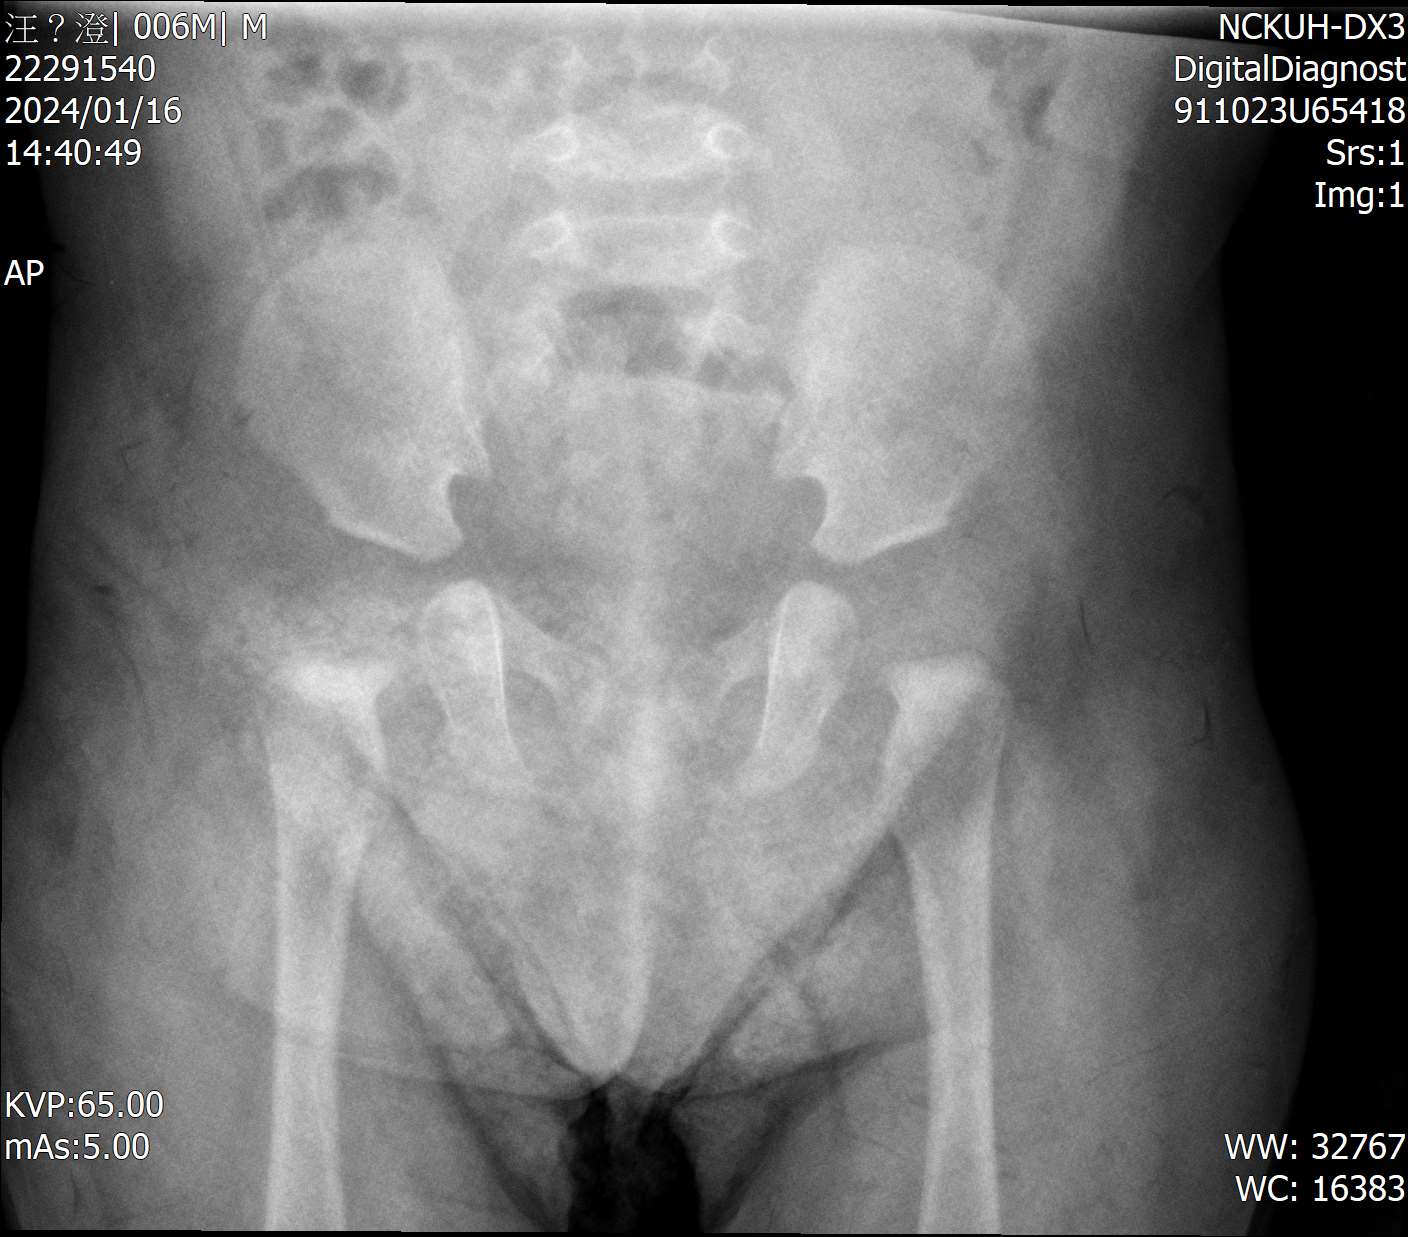 汪？澄| 006M| M
22291540
2024/01/16
14:40:49
AP
NCKUH-DX3
DigitalDiagnost
911023U65418
Srs:1
Img:1
KVP:65.00
mAs:5.00
WW: 32767
WC: 16383